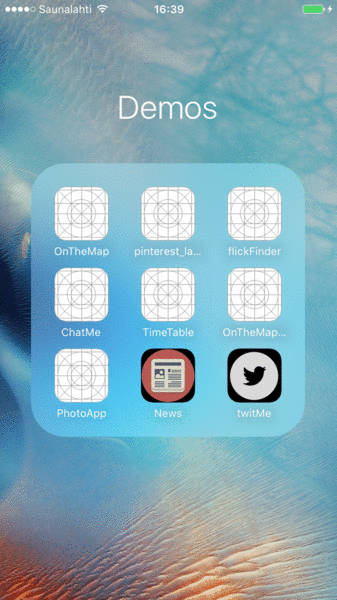 Saunalahti 16:39
Demos
OnTheMap pinterest_la... flickFinder
ChatMe TimeTable OnTheMap...
PhotoApp News twitMe